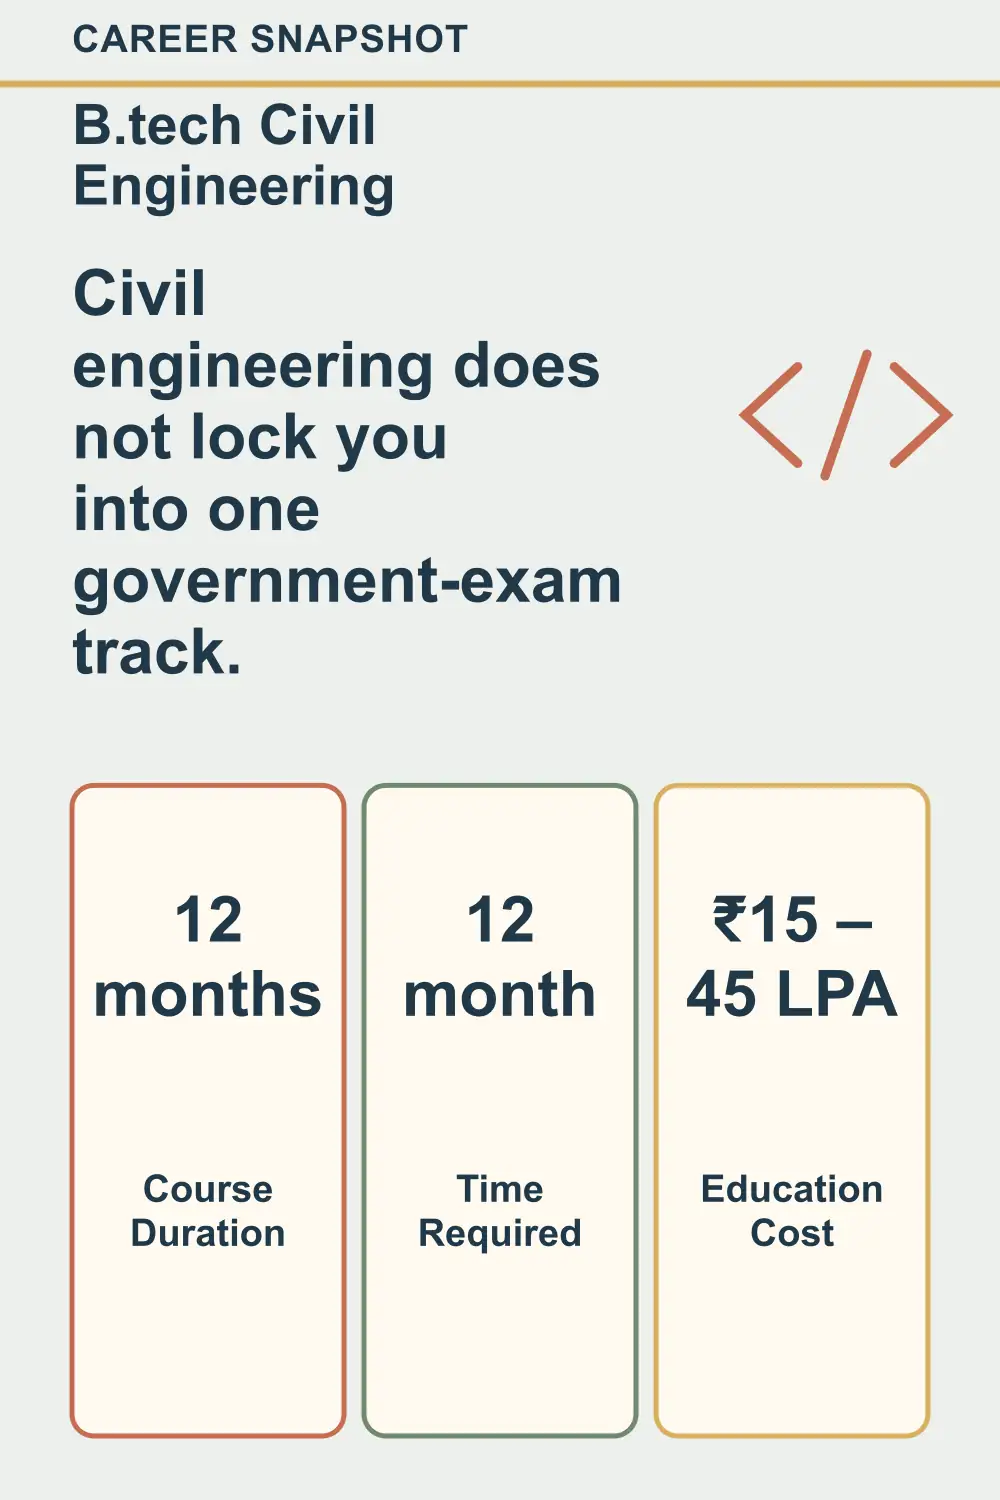 CAREER SNAPSHOT
B.tech Civil
Engineering
Civil
engineering does
not lock you
into one
government-exam
track.
12
months
Course
Duration
12
month
Time
Required
₹15 –
45 LPA
Education
Cost